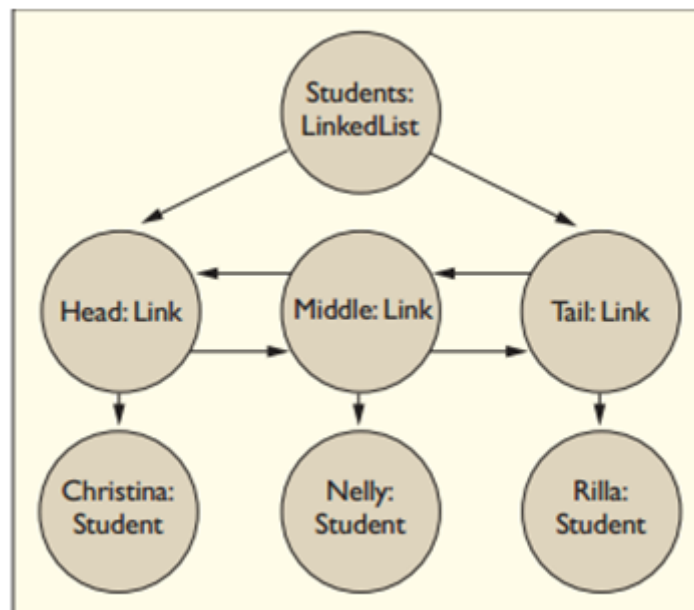 Students:
LinkedList
Head: Link
Middle: Link
Tail: Link
Christina:
Student
Nelly:
Student
Rilla:
Student